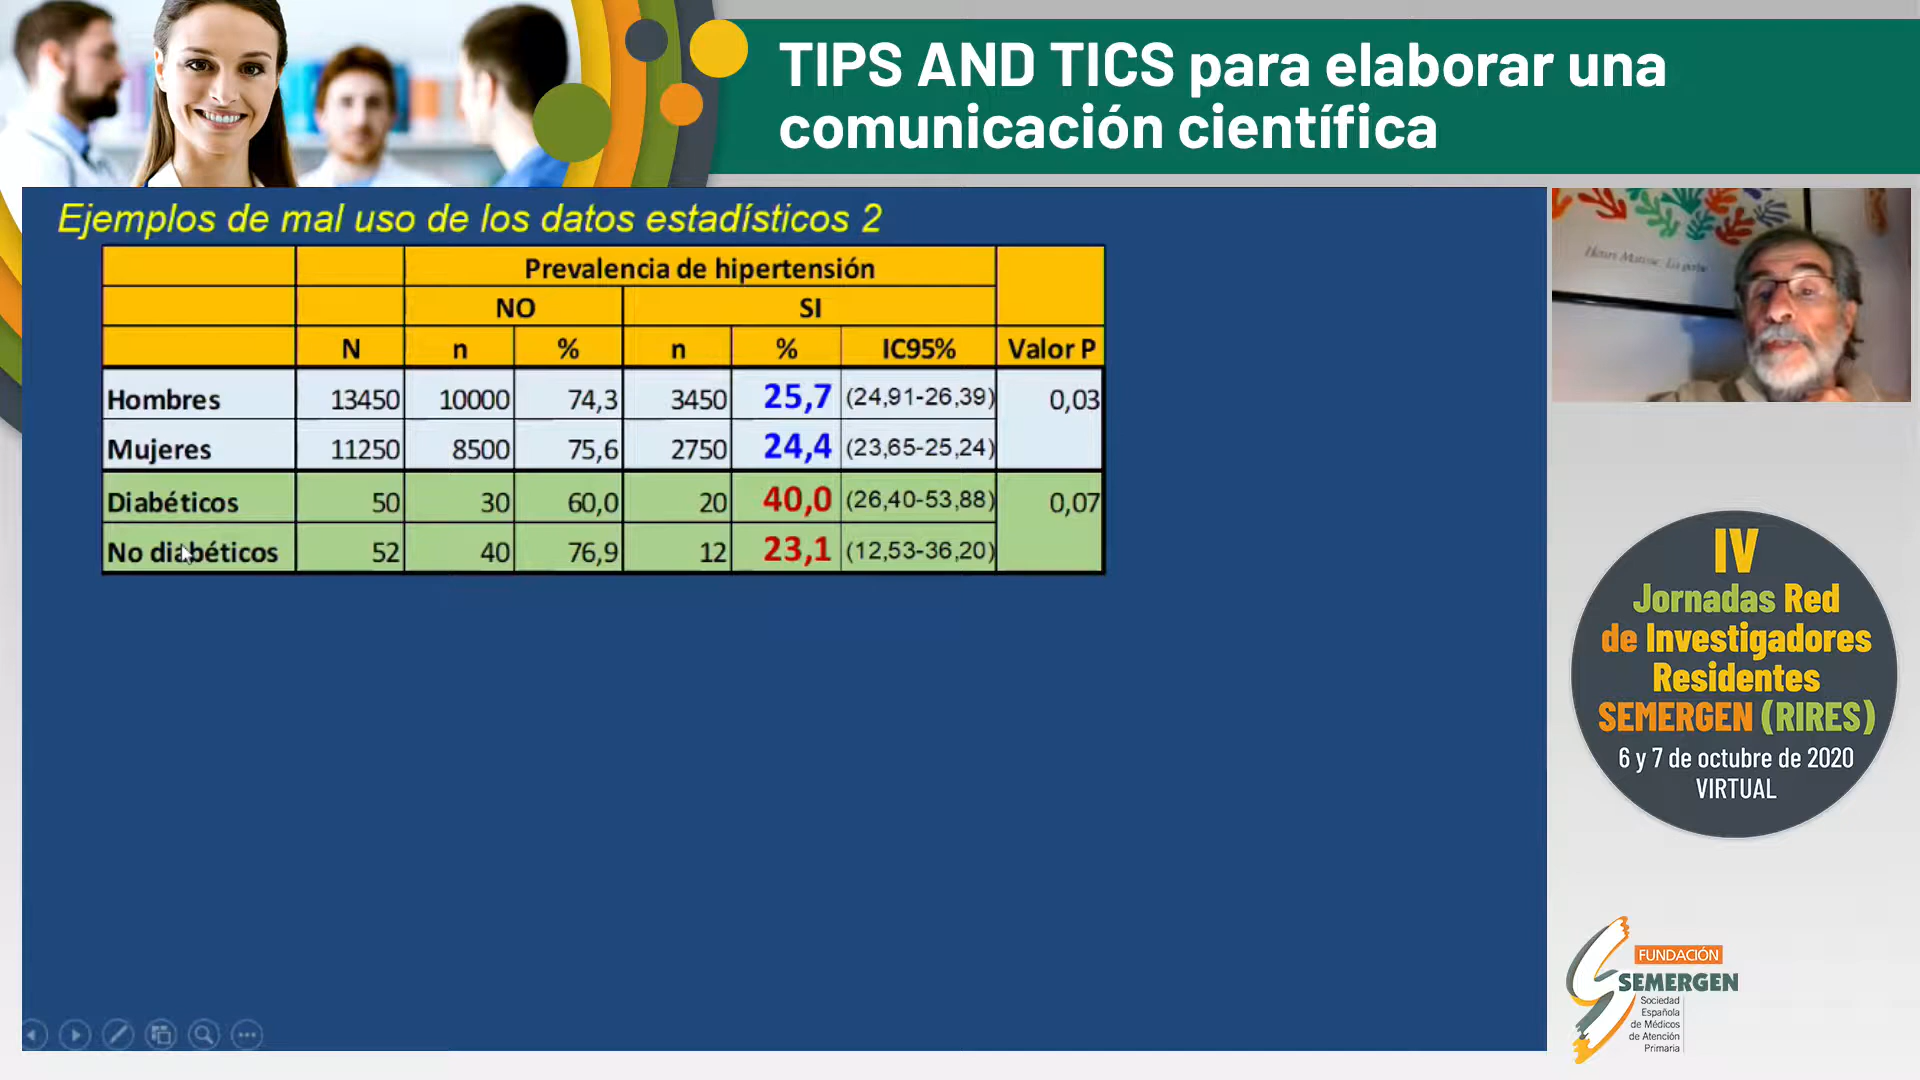 TIPS AND TICS para elaborar una
comunicación científica
Ejemplos de mal uso de los datos estadísticos 2
Prevalencia de hipertensión
NO SI
N n % n % IC95% Valor P
Hombres 13450 10000 74,3 3450 25,7 (24,91-26,39) 0,03
Mujeres 11250 8500 75,6 2750 24,4 (23,65-25,24)
Diabéticos 50 30 60,0 20 40,0 (26,40-53,88) 0,07
No diabéticos 52 40 76,9 12 23,1 (12,53-36,20)
Henri Matisse: La gerbe
IV
Jornadas Red
de Investigadores
Residentes
SEMERGEN (RIRES)
6 y 7 de octubre de 2020
VIRTUAL
FUNDACIÓN
SEMERGEN
Sociedad
Española
de Médicos
de Atención
Primaria